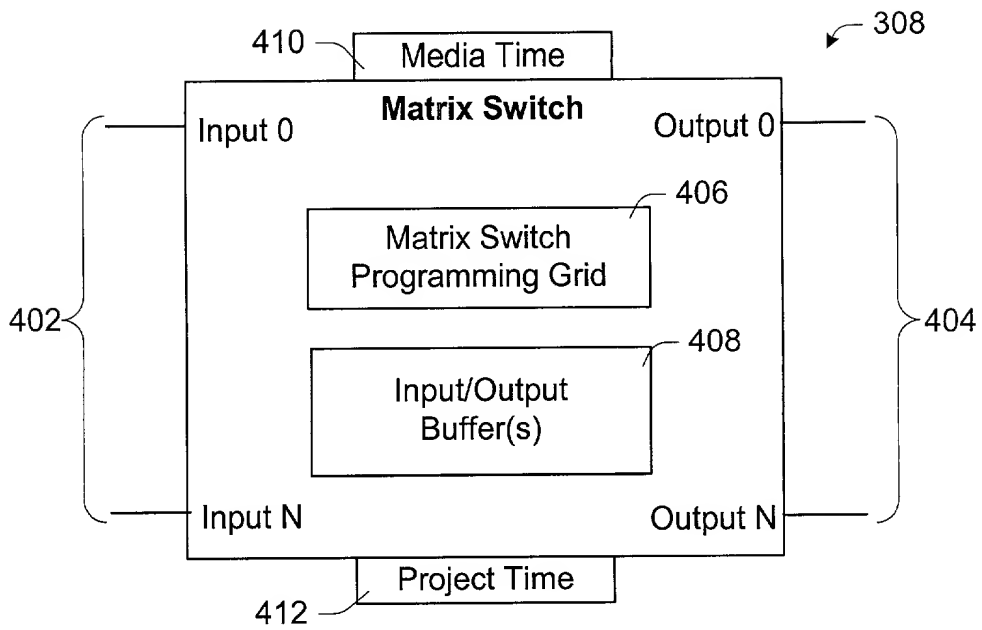 308
410
Media Time
Matrix Switch
Input 0
Output 0
406
Matrix Switch
Programming Grid
402
404
408
Input/Output
Buffer(s)
Input N
Output N
Project Time
412